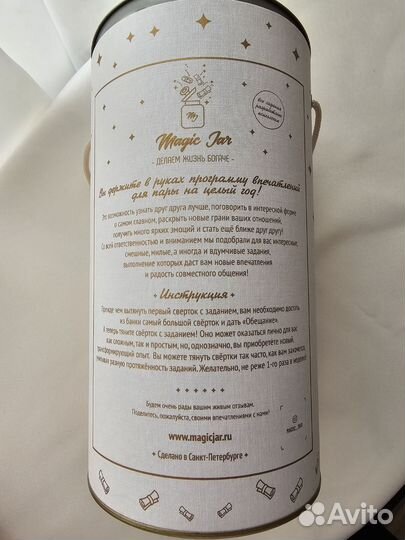 My
Magic Jar
- ДЕЛАЕМ ЖИЗНЬ БОГАЧЕ -
Вы держите в руках программу впечатлений
для пары на целый год!
Это возможность узнать друг друга лучше, поговорить в интересной форме
о самом главном, раскрыть новые грани ваших отношений,
получить много ярких эмоций и стать ещё ближе друг другу!
Со всей ответственностью и вниманием мы подобрали для вас интересные,
смешные, милые, а иногда и вдумчивые задания,
выполнение которых даст вам новые впечатления
и радость совместного общения!
Инструкция
Прежде чем вытянуть первый сверток с заданием, вам необходимо достать
из банки самый большой свёрток и дать «Обещание».
А теперь тяните свёрток с заданием! Оно может оказаться лично для вас
как сложным, так и простым, но, однозначно, вы приобретёте новый,
трансформирующий опыт. Вы можете тянуть свёртки так часто, как вам захочется,
учитывая разную протяжённость заданий. Желательно, не реже 1-го раза в неделю!
Будем очень рады вашим живым отзывам.
Поделитесь, пожалуйста, своими впечатлениями с нами!
www.magicjar.ru
Сделано в Санкт-Петербурге
Avito